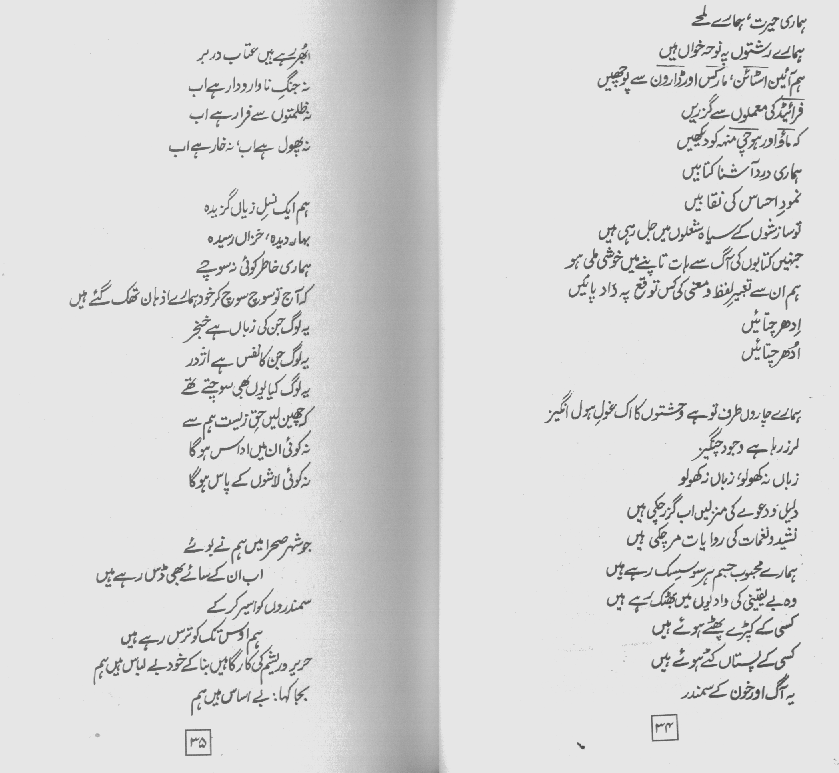 ہماری حیرت، ہمارے لمحے
ہمارے رشتوں پہ نوحہ خواں ہیں
ہم آئین اسٹائن، مارکس اور ڈارون سے پوچھیں
فرائیڈ کی معملوں سے گزریں
کہ ماؤ اور ہوچی منہہ کو دیکھیں
ہماری درد آشنا کتابیں
نمود احساس کی نقابیں
تو سازشوں کے سیاہ شعلوں میں جل رہی ہیں
جنہیں کتابوں کی آگ سے ہات تاپنے میں خوشی ملی ہو
ہم ان سے تعبیرِ لفظ و معنی کی کس توقع پہ داد پائیں
اِدھر چتائیں
اُدھر چتائیں
ہمارے چاروں طرف تو ہے وحشتوں کا اک غولِ ہول انگیز
لرز رہا ہے وجود چنگیز
زباں نہ کھولو، زباں نہ کھولو
دلیل و دعوے کی منزلیں اب گزر چکی ہیں
نشید و نغمات کی روایات مر چکی ہیں
ہمارے محبوب جسم ہر سو سسک رہے ہیں
وہ بے یقینی کی وادیوں میں بھٹک رہے ہیں
کسی کے کپڑے پھٹے ہوئے ہیں
کسی کے پستاں کٹے ہوئے ہیں
یہ آگ اور خون کے سمندر
۳۴
ابھر رہے ہیں عتاب در بر
نہ جنگِ ناوار و دار ہے اب
نہ ظلمتوں سے فرار ہے اب
نہ پھول ہے اب، نہ خار ہے اب
ہم ایک نسلِ زیاں گزیدہ
بہار دیدہ، خزاں رسیدہ
ہماری خاطر کوئی نہ سوچے
کہ آج تو سوچ سوچ کر خود ہمارے اذہان تھک گئے ہیں
یہ لوگ جن کی زباں ہے خنجر
یہ لوگ جن کا نفس ہے اژدر
یہ لوگ کیا یوں بھی سوچتے تھے
کہ چھین لیں حقِ زیست ہم سے
نہ کوئی ان میں اداس ہوگا
نہ کوئی لاشوں کے پاس ہوگا
جو شہر صحرا میں ہم نے بوئے
اب ان کے سائے بھی ڈس رہے ہیں
سمندروں کو اسیر کر کے
ہم اوس تک کو ترس رہے ہیں
حریر و ریشم کی کارگاہیں بنا کے خود بے لباس ہیں ہم
بجا کہا: بے اساس ہیں ہم
۳۵